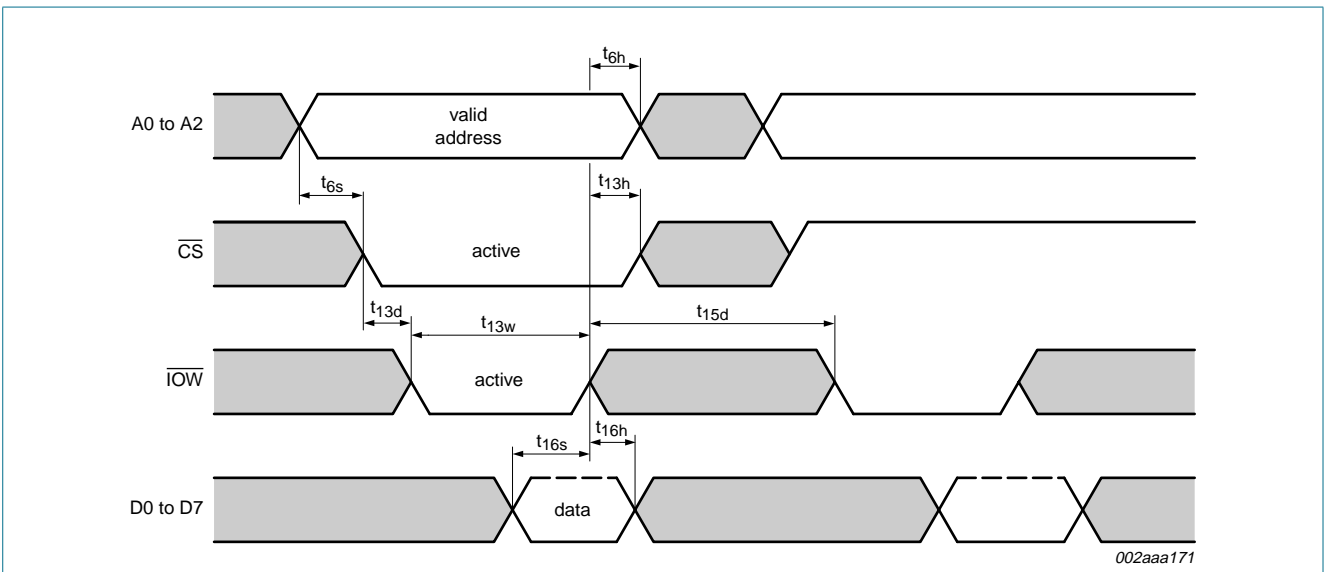 t6h
A0 to A2
valid
address
t6s
t13h
CS
active
t13d
t13w
t15d
IOW
active
t16s
t16h
D0 to D7
data
002aaa171